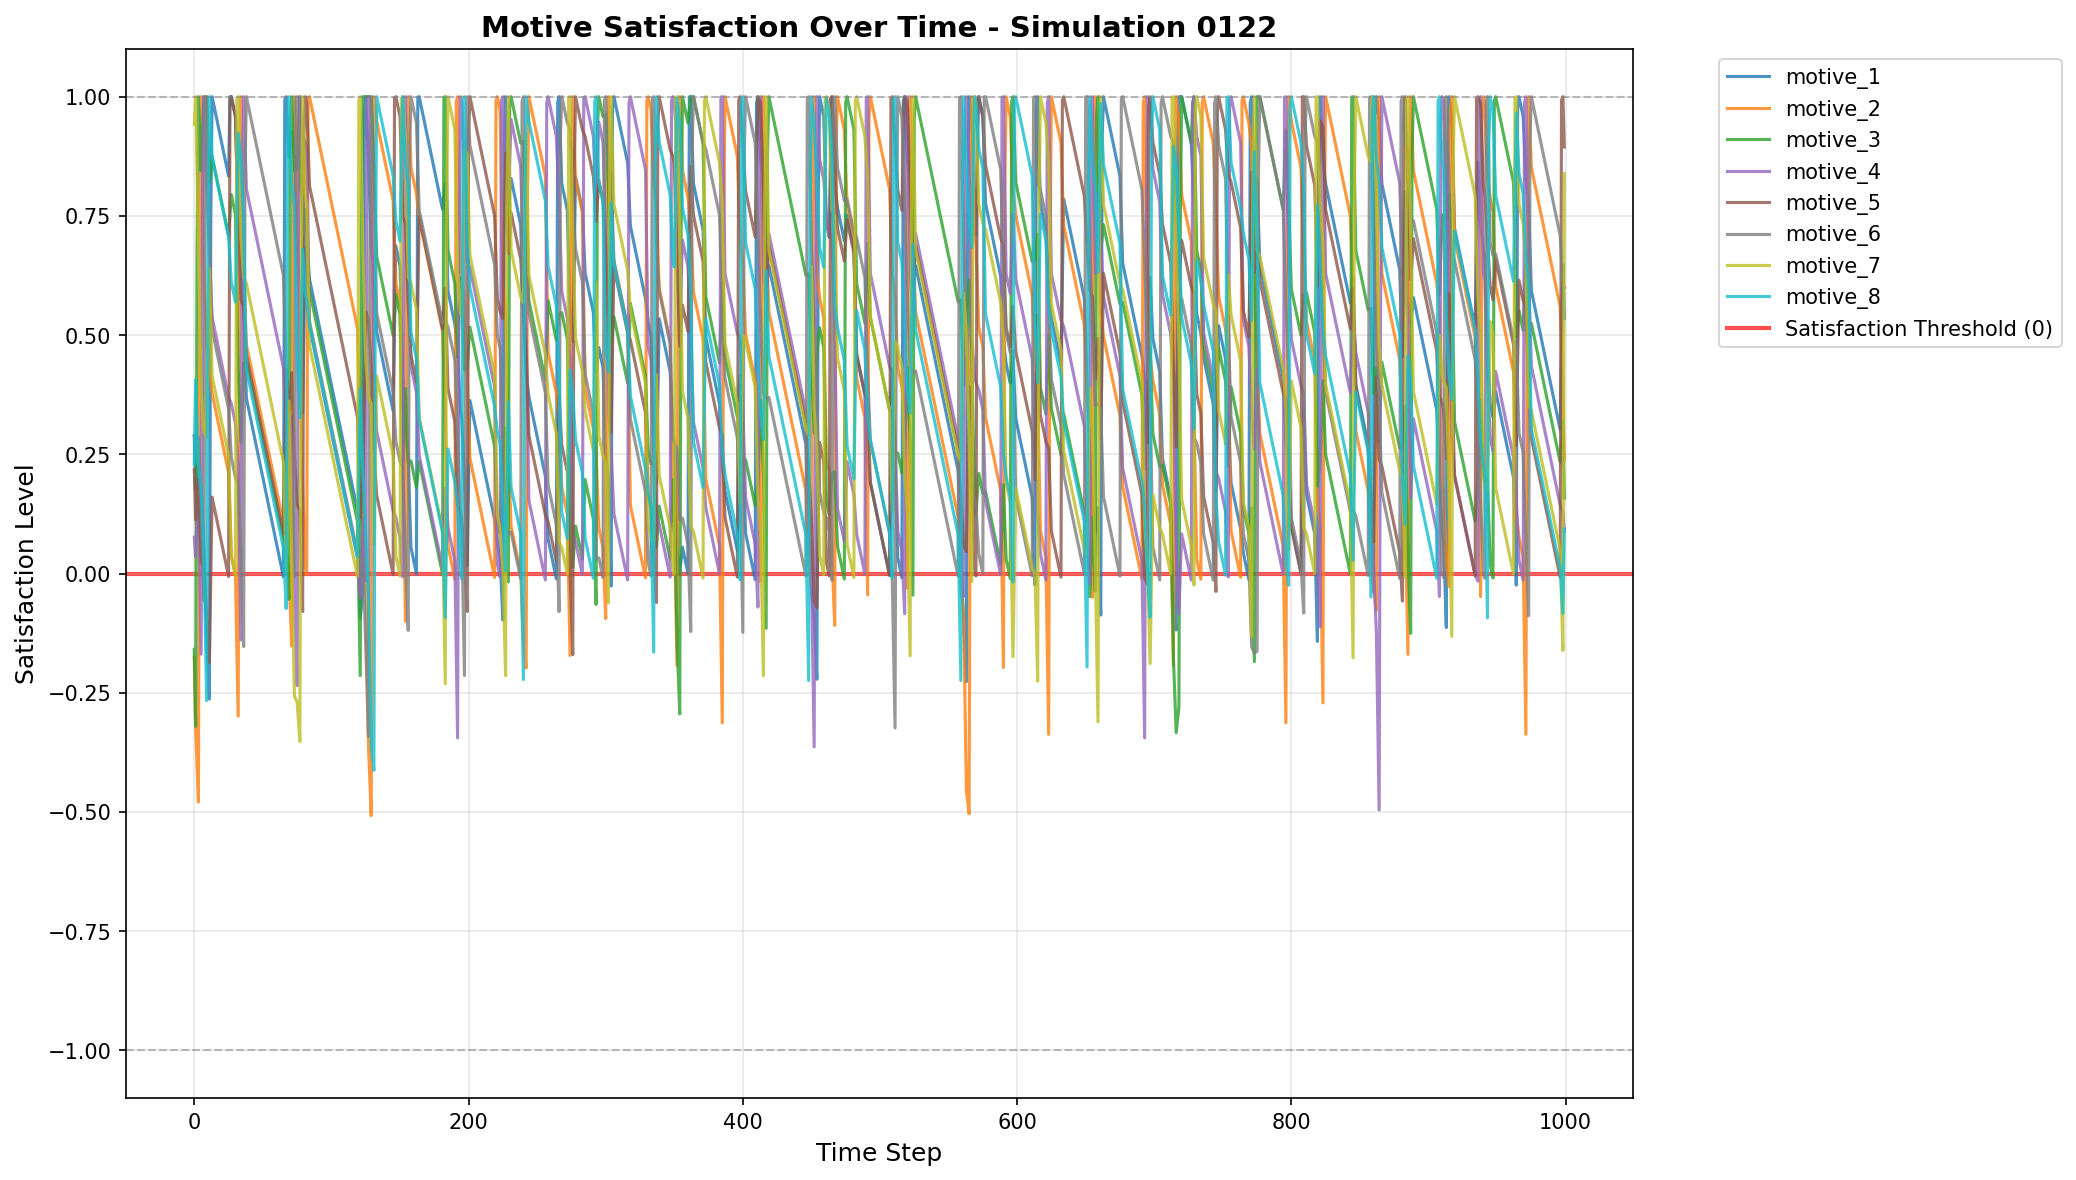 Motive Satisfaction Over Time - Simulation 0122
1.00
0.75
0.50
0.25
0.00
−0.25
−0.50
−0.75
−1.00
Satisfaction Level
0
200
400
600
800
1000
Time Step
motive_1
motive_2
motive_3
motive_4
motive_5
motive_6
motive_7
motive_8
Satisfaction Threshold (0)